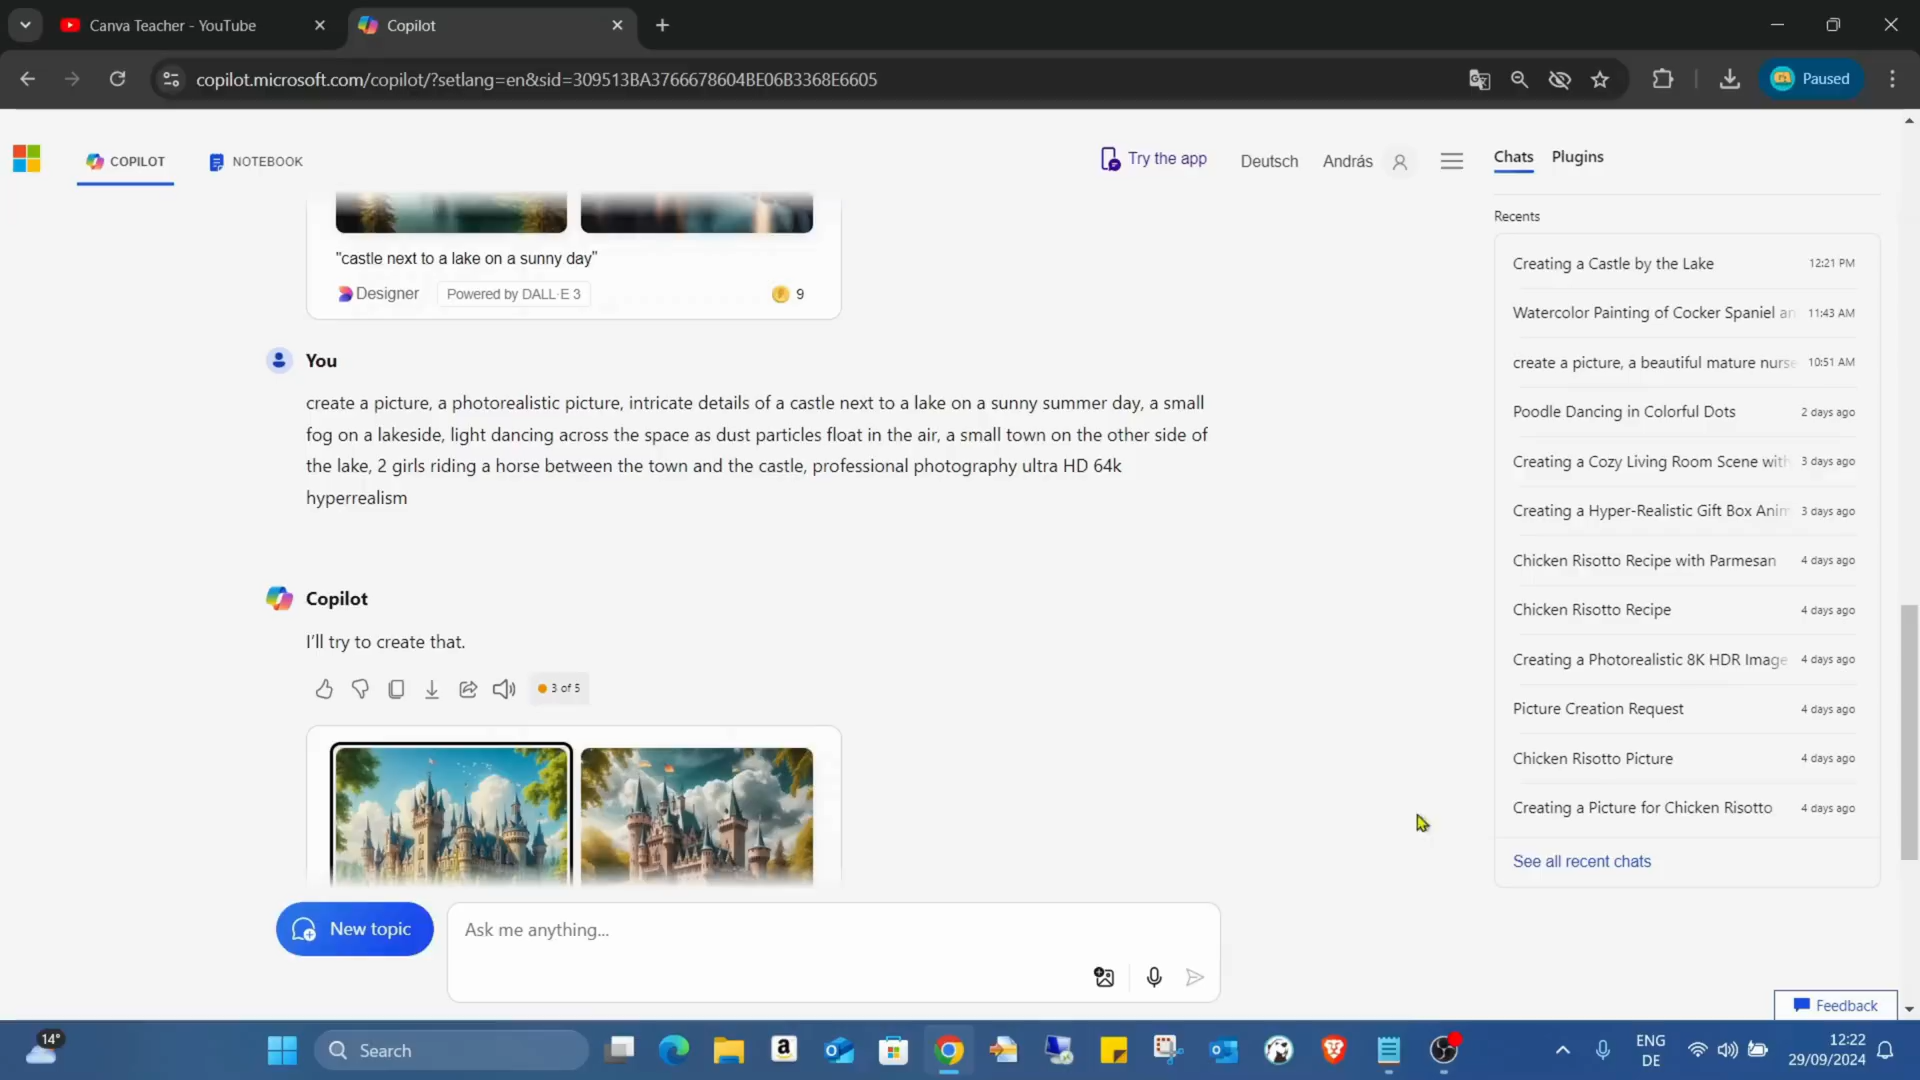 Canva Teacher - YouTube
Copilot
copilot.microsoft.com/copilot/?setlang=en&sid=309513BA3766678604BE06B3368E6605
Paused
COPILOT
NOTEBOOK
Try the app
Deutsch
András
Chats
Plugins
"castle next to a lake on a sunny day"
Designer
Powered by DALL·E 3
9
You
create a picture, a photorealistic picture, intricate details of a castle next to a lake on a sunny summer day, a small
fog on a lakeside, light dancing across the space as dust particles float in the air, a small town on the other side of
the lake, 2 girls riding a horse between the town and the castle, professional photography ultra HD 64k
hyperrealism
Copilot
I'll try to create that.
3 of 5
New topic
Ask me anything...
Recents
Creating a Castle by the Lake 12:21 PM
Watercolor Painting of Cocker Spaniel an 11:43 AM
create a picture, a beautiful mature nurse 10:51 AM
Poodle Dancing in Colorful Dots 2 days ago
Creating a Cozy Living Room Scene with 3 days ago
Creating a Hyper-Realistic Gift Box Anim 3 days ago
Chicken Risotto Recipe with Parmesan 4 days ago
Chicken Risotto Recipe 4 days ago
Creating a Photorealistic 8K HDR Image 4 days ago
Picture Creation Request 4 days ago
Chicken Risotto Picture 4 days ago
Creating a Picture for Chicken Risotto 4 days ago
See all recent chats
Feedback
14°
Search
ENG
DE
12:22
29/09/2024